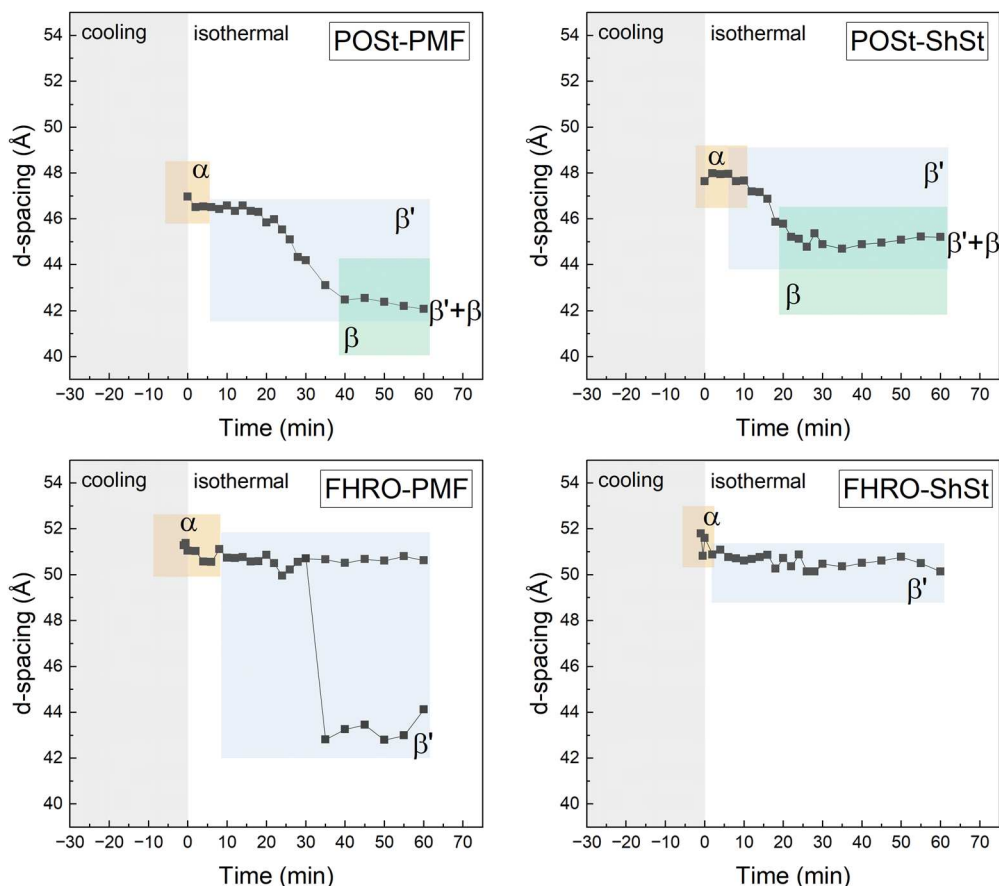 cooling isothermal POSt-PMF
54
52
50
48
46
44
42
40
α
β'
β'+β
β
d-spacing (Å)
−30 −20 −10 0 10 20 30 40 50 60 70
Time (min)
cooling isothermal POSt-ShSt
54
52
50
48
46
44
42
40
α
β'
β'+β
β
d-spacing (Å)
−30 −20 −10 0 10 20 30 40 50 60 70
Time (min)
cooling isothermal FHRO-PMF
54
52
50
48
46
44
42
40
α
β'
d-spacing (Å)
−30 −20 −10 0 10 20 30 40 50 60 70
Time (min)
cooling isothermal FHRO-ShSt
54
52
50
48
46
44
42
40
α
β'
d-spacing (Å)
−30 −20 −10 0 10 20 30 40 50 60 70
Time (min)